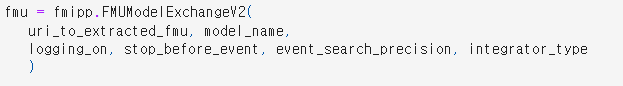 fmu = fmipp.FMUModelExchangeV2(
uri_to_extracted_fmu, model_name,
logging_on, stop_before_event, event_search_precision, integrator_type
)